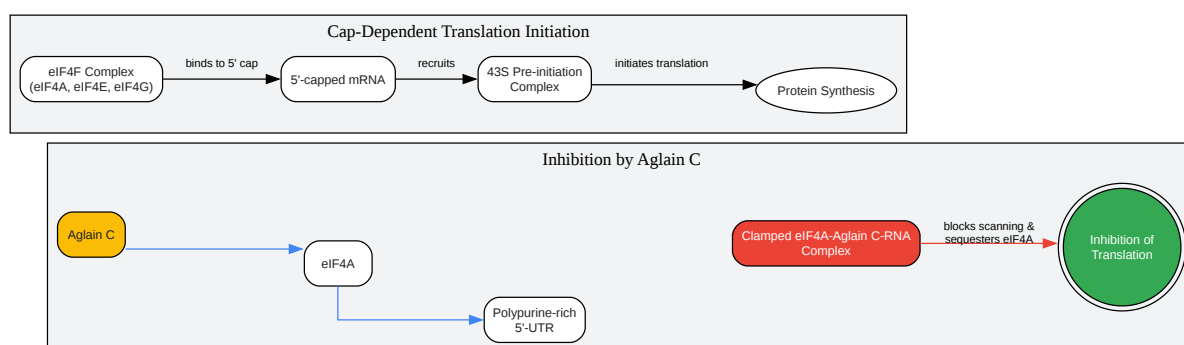 Cap-Dependent Translation Initiation
eIF4F Complex
(eIF4A, eIF4E, eIF4G)
binds to 5' cap
5'-capped mRNA
recruits
43S Pre-initiation
Complex
initiates translation
Protein Synthesis
Inhibition by Aglain C
Aglain C
eIF4A
Polypurine-rich
5'-UTR
Clamped eIF4A-Aglain C-RNA
Complex
blocks scanning &
sequesters eIF4A
Inhibition of
Translation